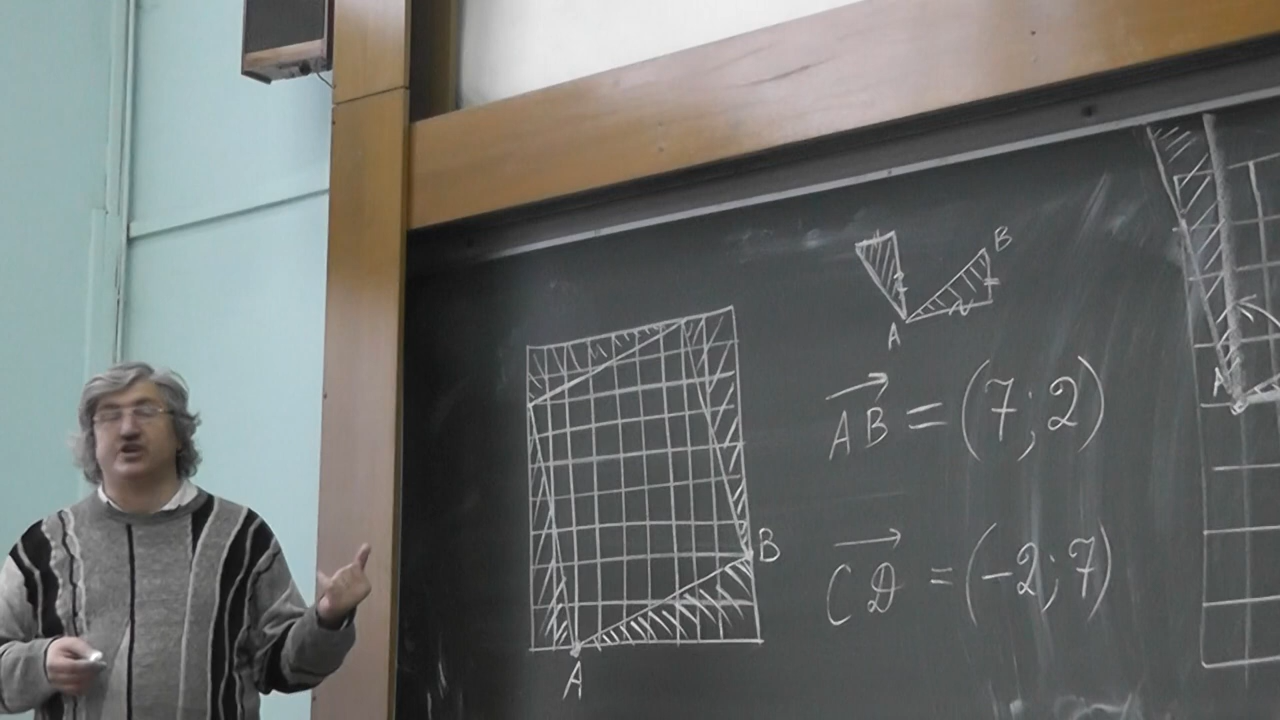 B
A
A
AB = (7; 2)
B
CD = (-2; 7)
A